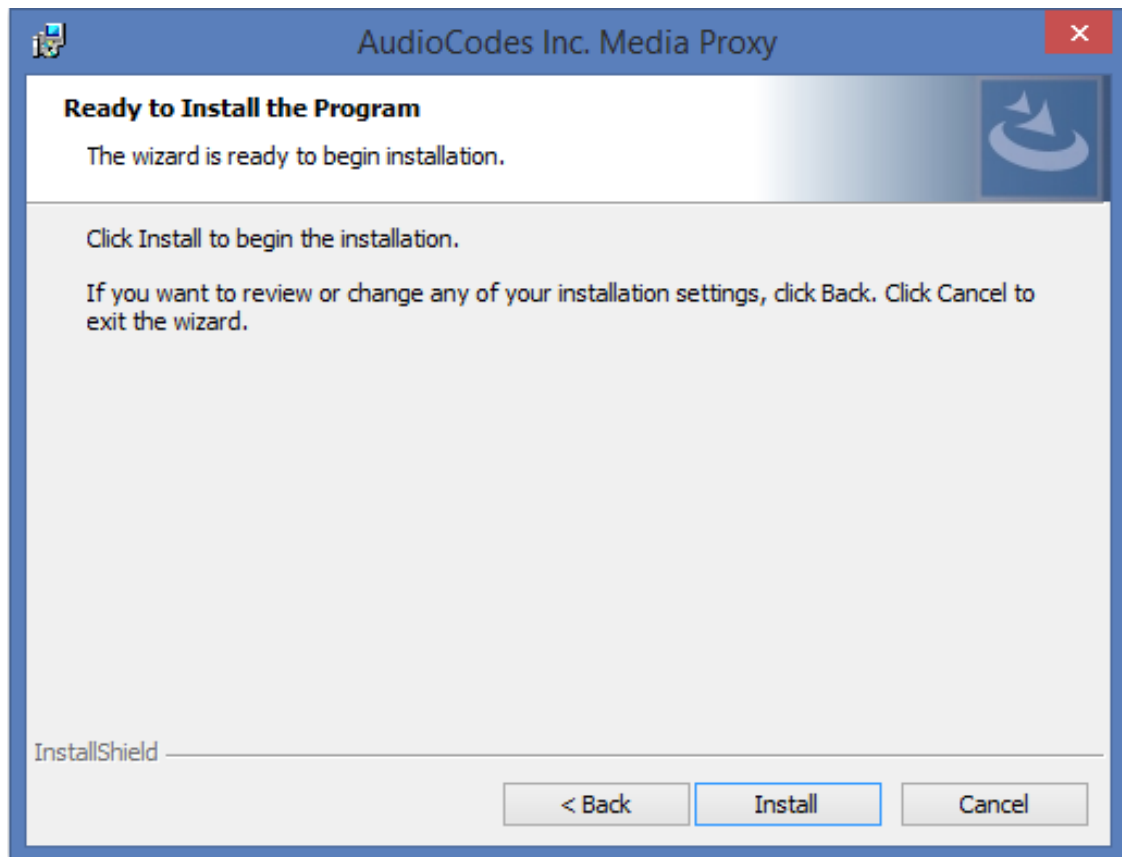 AudioCodes Inc. Media Proxy
Ready to Install the Program
The wizard is ready to begin installation.
Click Install to begin the installation.
If you want to review or change any of your installation settings, click Back. Click Cancel to
exit the wizard.
InstallShield
< Back
Install
Cancel